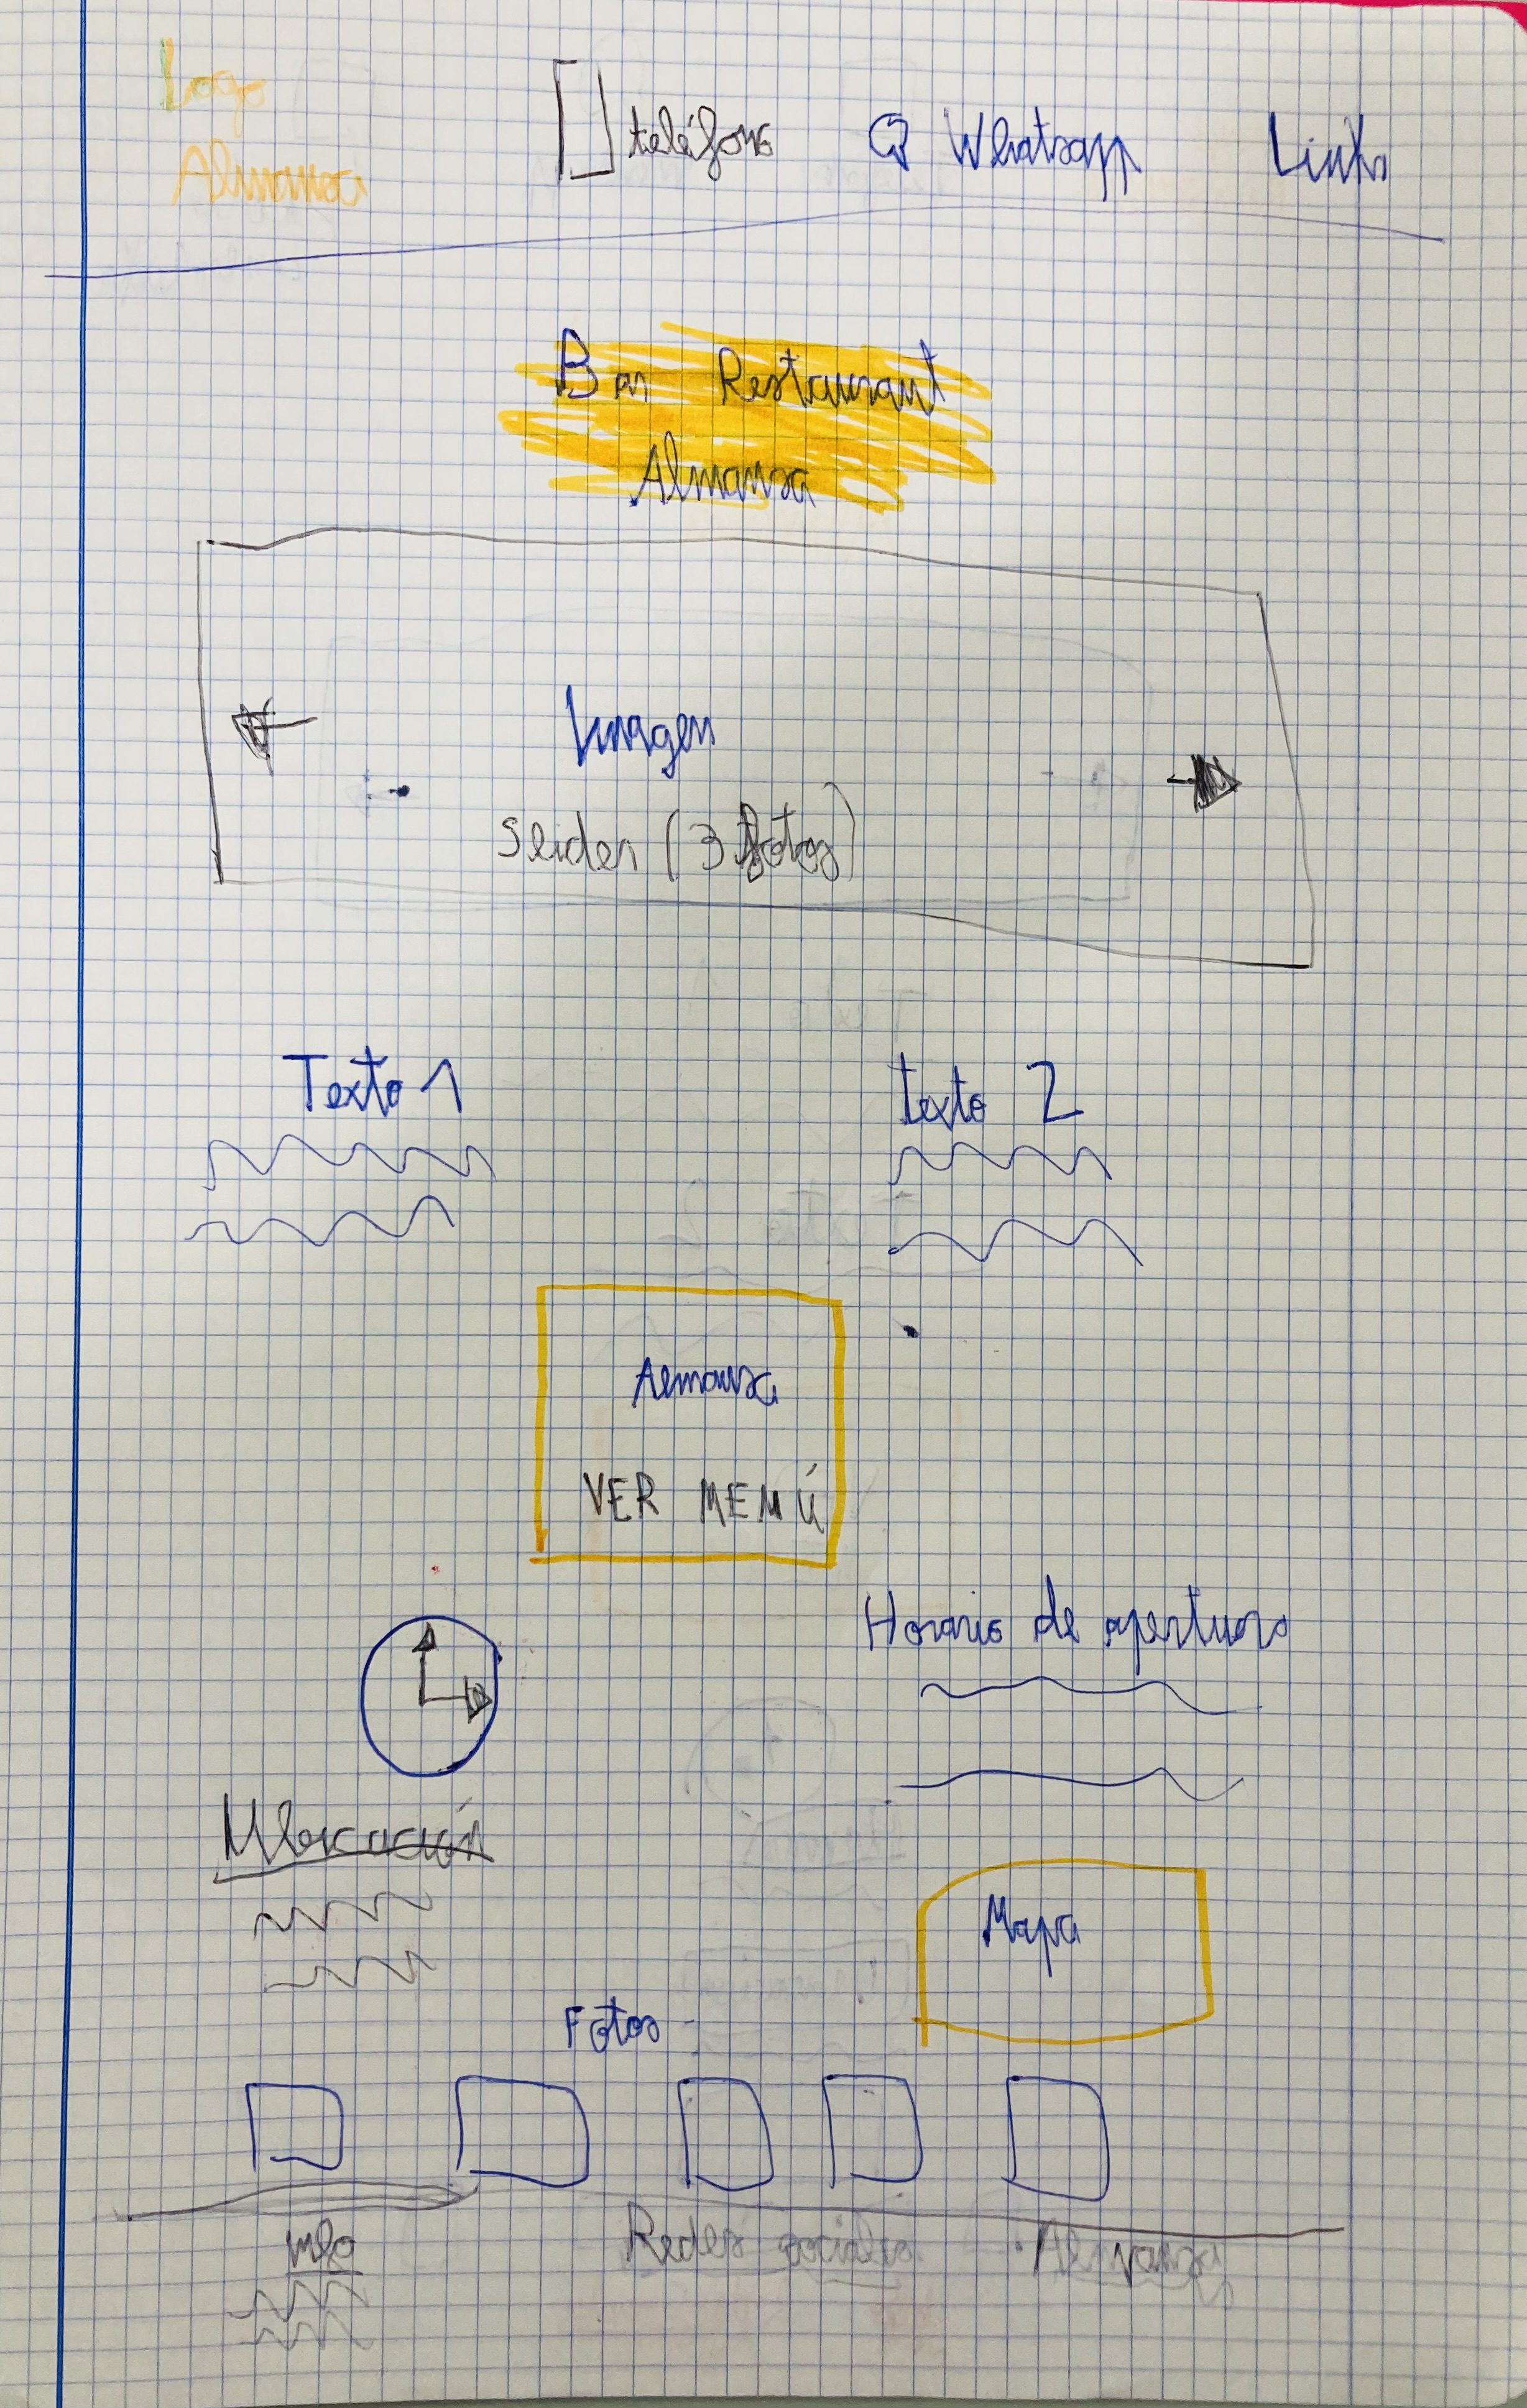 Logo
Almansa
teléfono Whatsapp Links
Bar Restaurant
Almansa
Imagen
Slider (3 fotos)
Texto 1 texto 2
Almansa
VER MENÚ
Horario de apertura
Ubicación
Mapa
Fotos
Redes sociales Almansa